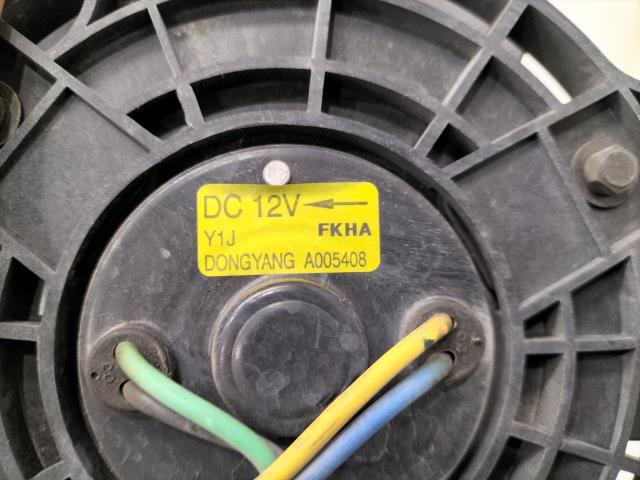 DC 12V
Y1J FKHA
DONGYANG A005408